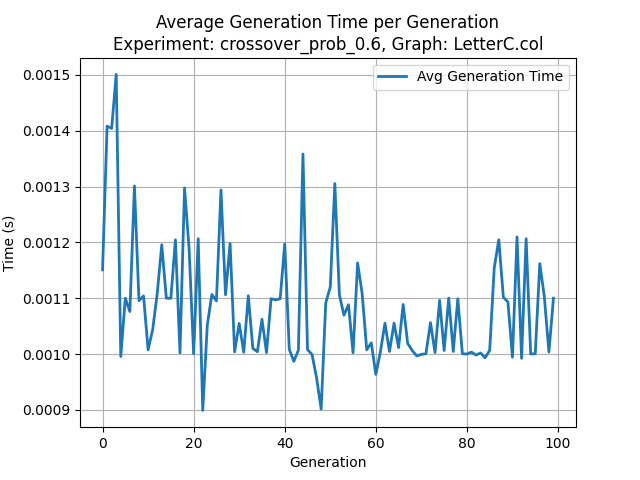 Average Generation Time per Generation
Experiment: crossover_prob_0.6, Graph: LetterC.col
Avg Generation Time
Time (s)
0.0015
0.0014
0.0013
0.0012
0.0011
0.0010
0.0009
0 20 40 60 80 100
Generation